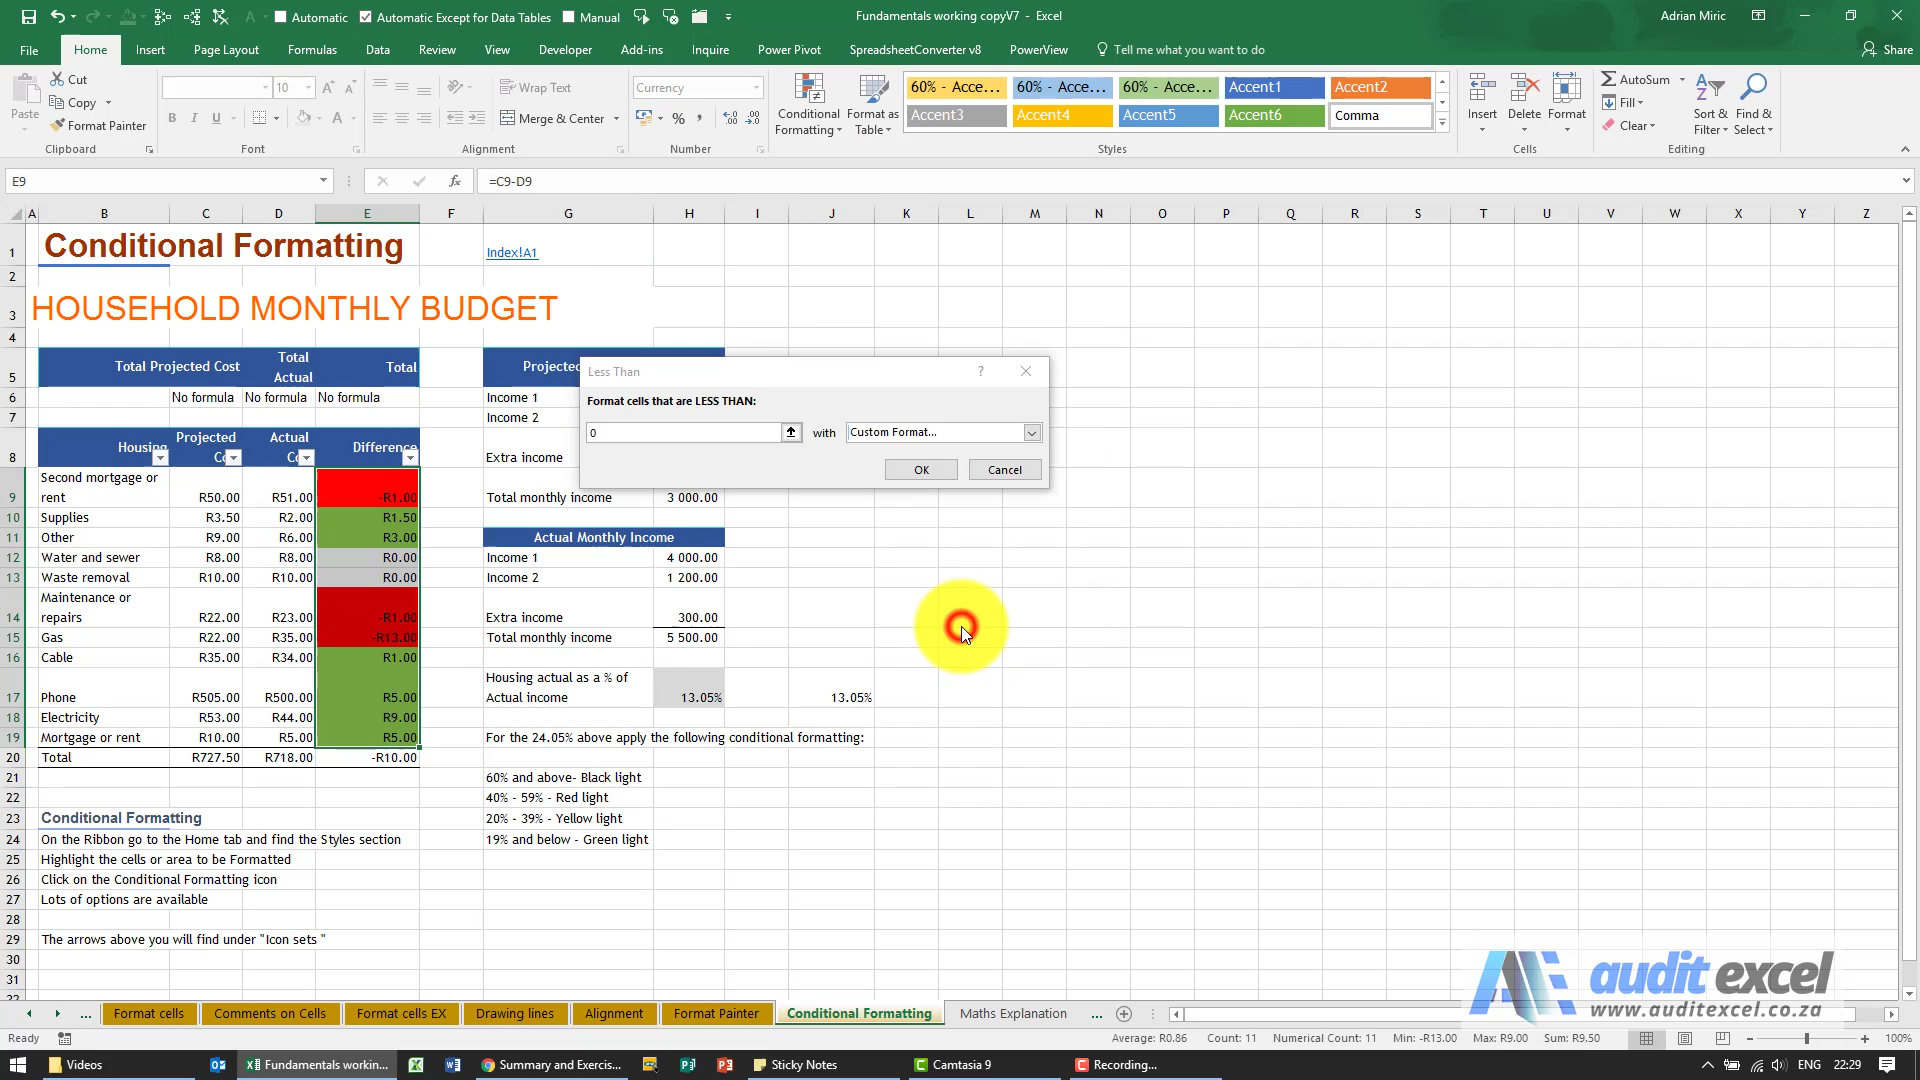 Automatic Automatic Except for Data Tables Manual Fundamentals working copyV7 - Excel Adrian Miric
File Home Insert Page Layout Formulas Data Review View Developer Add-ins Inquire Power Pivot SpreadsheetConverter v8 PowerView Tell me what you want to do Share
Paste Cut Copy Format Painter
10
Wrap Text
Merge & Center
Currency
Conditional Formatting
Format as Table
60% - Acce... 60% - Acce... 60% - Acce... Accent1 Accent2
Accent3 Accent4 Accent5 Accent6 Comma
Insert Delete Format
AutoSum
Fill
Clear
Sort & Filter
Find & Select
Clipboard Font Alignment Number Styles Cells Editing
E9 fx =C9-D9
A B C D E F G H I J K L M N O P Q R S T U V W X Y Z
1 Conditional Formatting Index!A1
2
3 HOUSEHOLD MONTHLY BUDGET
4
5 Total Projected Cost Total Actual Total Projected
6 No formula No formula No formula Income 1
7 Income 2
8 Housing Projected Co Actual Co Difference Extra income
9 Second mortgage or rent R50.00 R51.00 -R1.00 Total monthly income 3 000.00
10 Supplies R3.50 R2.00 R1.50
11 Other R9.00 R6.00 R3.00 Actual Monthly Income
12 Water and sewer R8.00 R8.00 R0.00 Income 1 4 000.00
13 Waste removal R10.00 R10.00 R0.00 Income 2 1 200.00
14 Maintenance or repairs R22.00 R23.00 -R1.00 Extra income 300.00
15 Gas R22.00 R35.00 -R13.00 Total monthly income 5 500.00
16 Cable R35.00 R34.00 R1.00
17 Phone R505.00 R500.00 R5.00 Housing actual as a % of Actual income 13.05% 13.05%
18 Electricity R53.00 R44.00 R9.00
19 Mortgage or rent R10.00 R5.00 R5.00 For the 24.05% above apply the following conditional formatting:
20 Total R727.50 R718.00 -R10.00
21 60% and above- Black light
22 40% - 59% - Red light
23 Conditional Formatting 20% - 39% - Yellow light
24 On the Ribbon go to the Home tab and find the Styles section 19% and below - Green light
25 Highlight the cells or area to be Formatted
26 Click on the Conditional Formatting icon
27 Lots of options are available
28
29 The arrows above you will find under "Icon sets "
30
31
32
Less Than ?
Format cells that are LESS THAN:
0 with Custom Format...
OK Cancel
audit excel
www.auditexcel.co.za
... Format cells Comments on Cells Format cells EX Drawing lines Alignment Format Painter Conditional Formatting Maths Explanation ...
Ready Average: R0.86 Count: 11 Numerical Count: 11 Min: -R13.00 Max: R9.00 Sum: R9.50 100%
Videos Fundamentals workin... Summary and Exercis... Sticky Notes Camtasia 9 Recording... ENG 22:29